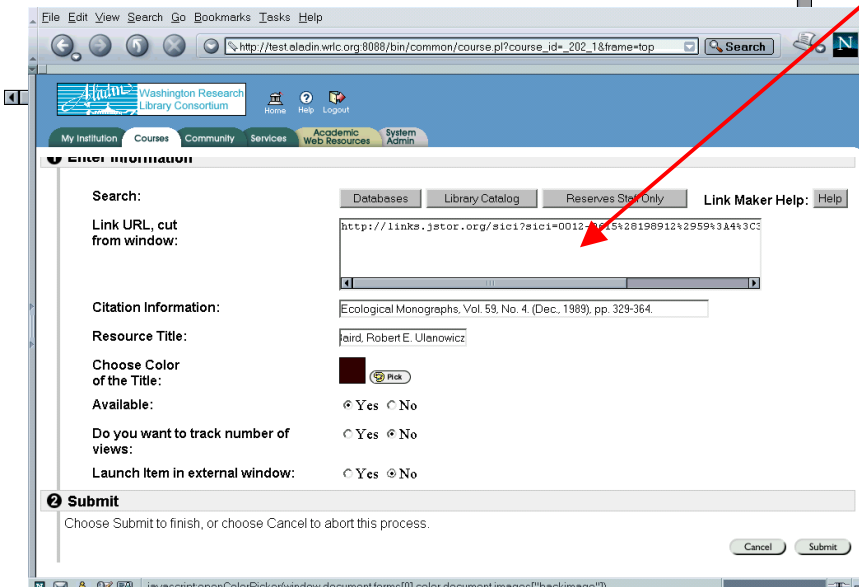 File Edit View Search Go Bookmarks Tasks Help
http://test.aladin.wrlc.org:8088/bin/common/course.pl?course_id=_202_1&frame=top Search N
Aladin Washington Research
Library Consortium
Home Help Logout
My Institution Courses Community Services Academic Web Resources System Admin
1 Enter Information
Search: Databases Library Catalog Reserves Staff Only Link Maker Help: Help
Link URL, cut http://links.jstor.org/sici?sici=0012-9615%28198912%2959%3A4%3C3
from window:
Citation Information: Ecological Monographs, Vol. 59, No. 4. (Dec., 1989), pp. 329-364.
Resource Title: Baird, Robert E. Ulanowicz
Choose Color
of the Title: Pick
Available: Yes No
Do you want to track number of Yes No
views:
Launch Item in external window: Yes No
2 Submit
Choose Submit to finish, or choose Cancel to abort this process.
Cancel Submit
javascript:openColorPicker(window.document.forms[0].color,document.images["backimage"])